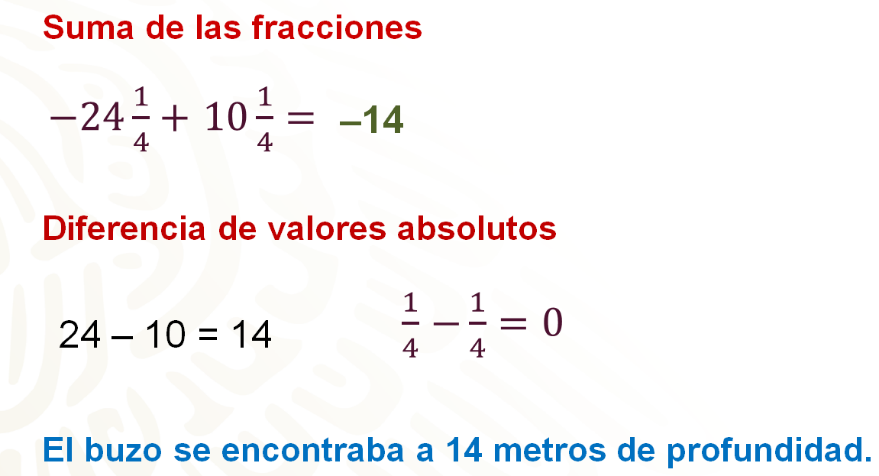 Suma de las fracciones
−24 1/4 + 10 1/4 = –14
Diferencia de valores absolutos
24 – 10 = 14
1/4 − 1/4 = 0
El buzo se encontraba a 14 metros de profundidad.